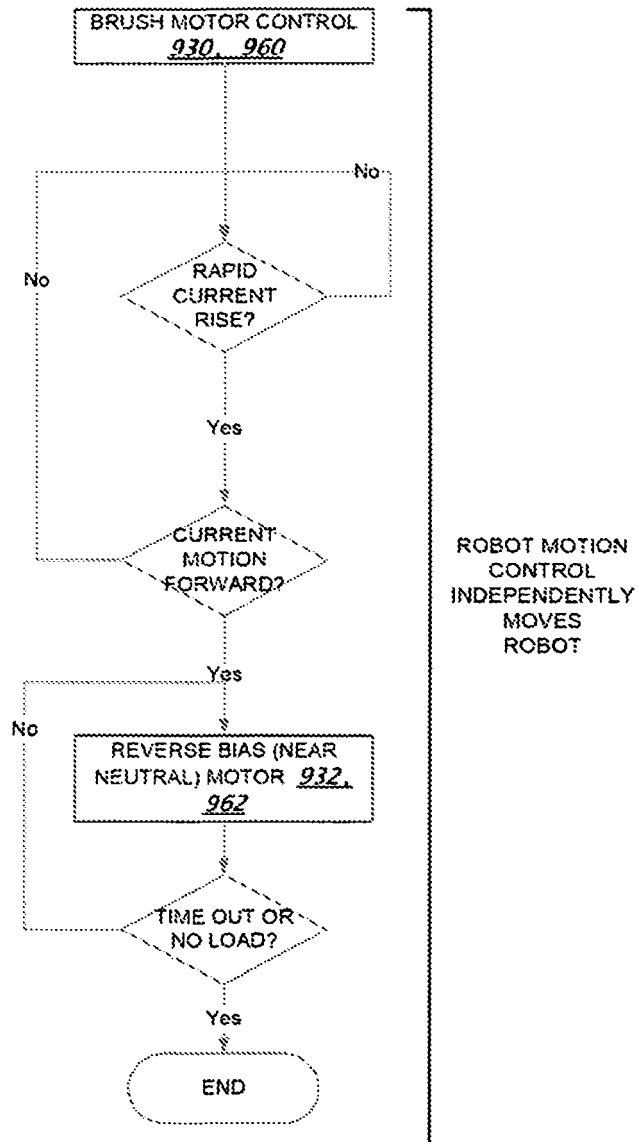 BRUSH MOTOR CONTROL
930, 960
No
No
RAPID
CURRENT
RISE?
Yes
CURRENT
MOTION
FORWARD?
ROBOT MOTION
CONTROL
INDEPENDENTLY
MOVES
ROBOT
Yes
No
REVERSE BIAS (NEAR
NEUTRAL) MOTOR 932,
962
TIME OUT OR
NO LOAD?
Yes
END